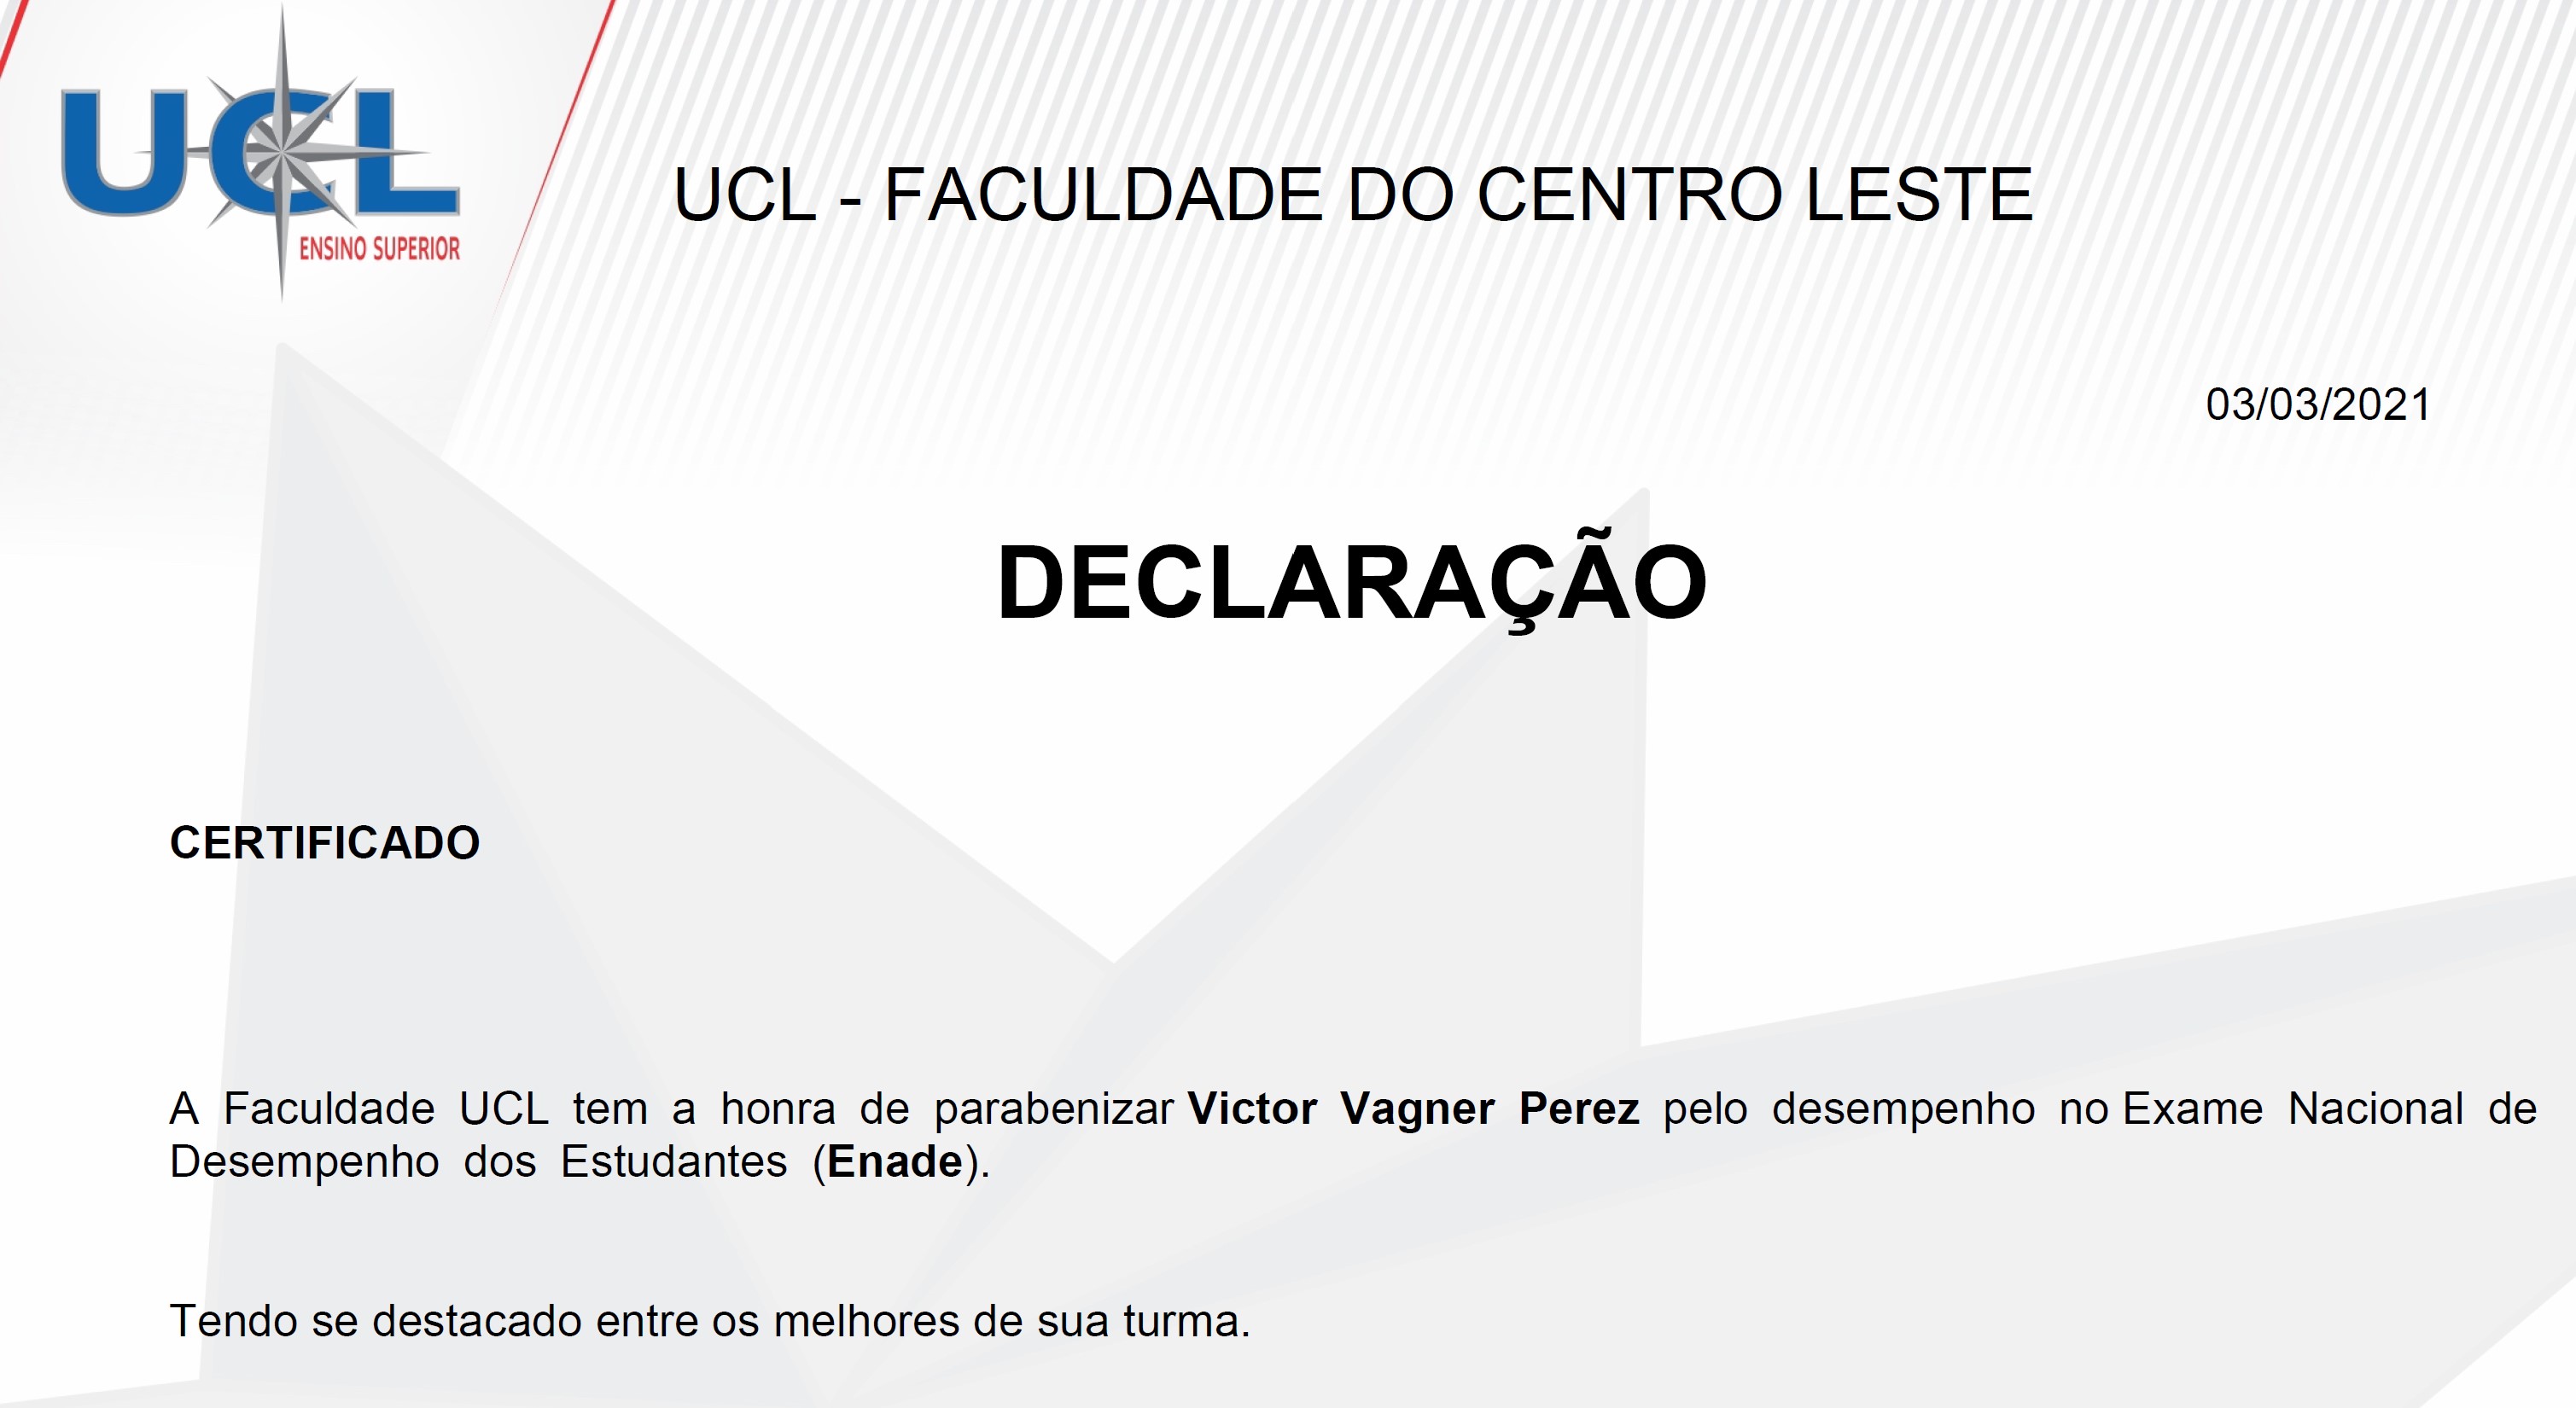 UCL
ENSINO SUPERIOR
UCL - FACULDADE DO CENTRO LESTE
03/03/2021
DECLARAÇÃO
CERTIFICADO
A Faculdade UCL tem a honra de parabenizar Victor Vagner Perez pelo desempenho no Exame Nacional de
Desempenho dos Estudantes (Enade).
Tendo se destacado entre os melhores de sua turma.